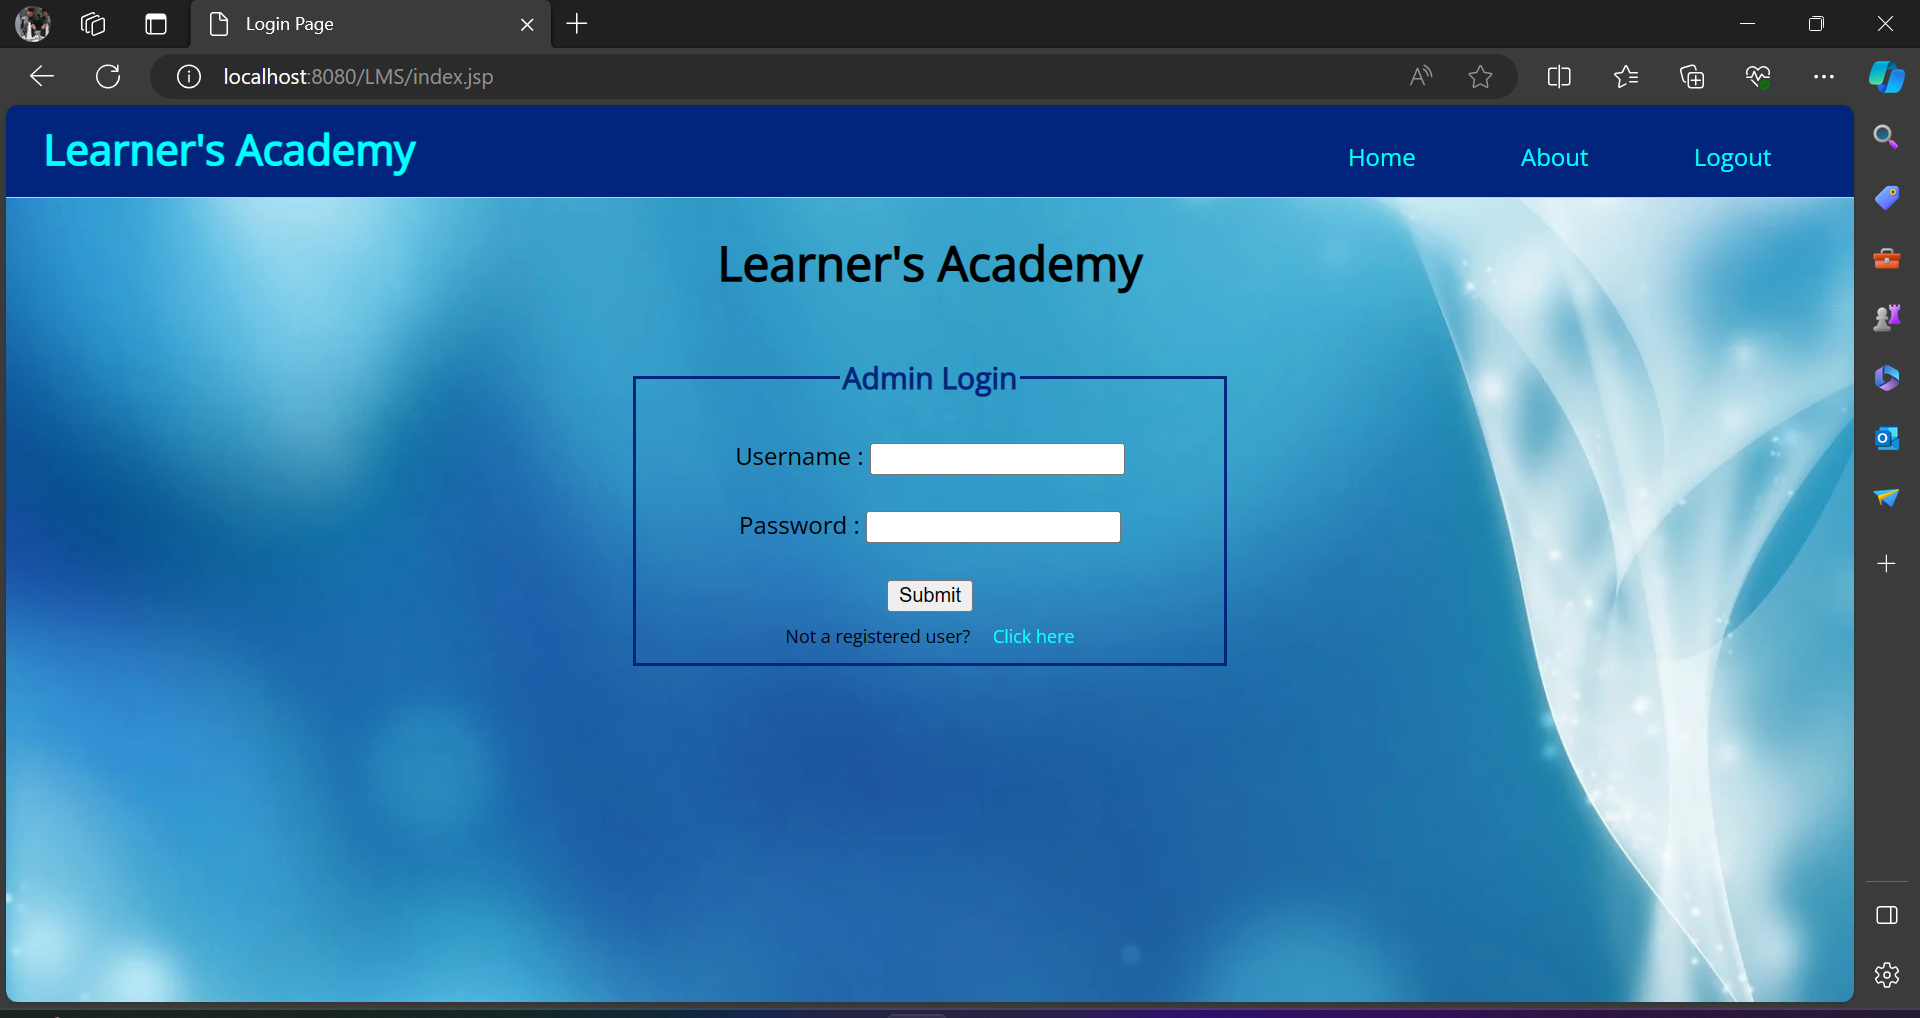 Login Page
localhost:8080/LMS/index.jsp
Learner's Academy
Home About Logout
Learner's Academy
Admin Login
Username :
Password :
Submit
Not a registered user? Click here